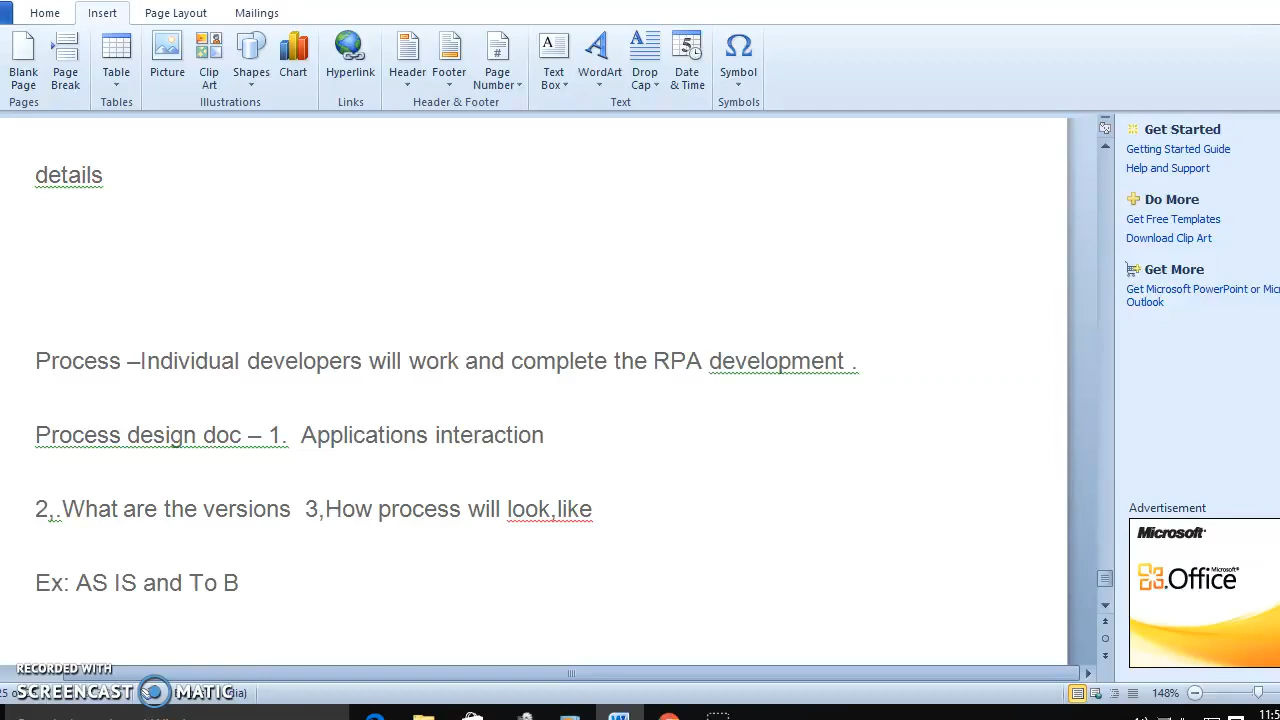 Home Insert Page Layout Mailings
Blank Page
Page Break
Table
Picture
Clip Art
Shapes
Chart
Hyperlink
Header
Footer
Page Number
Text Box
WordArt
Drop Cap
Date & Time
Symbol
Pages Tables Illustrations Links Header & Footer Text Symbols
details
Process –Individual developers will work and complete the RPA development .
Process design doc – 1. Applications interaction
2,.What are the versions 3,How process will look,like
Ex: AS IS and To B
Get Started
Getting Started Guide
Help and Support
Do More
Get Free Templates
Download Clip Art
Get More
Get Microsoft PowerPoint or
Outlook
Advertisement
Microsoft
Microsoft
Office
RECORDED WITH
SCREENCAST MATIC
148%